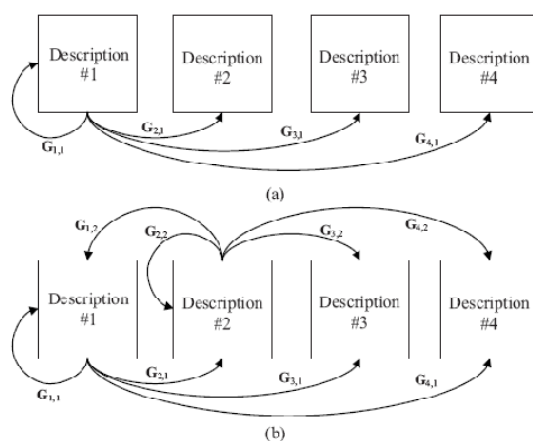 Description
#1
Description
#2
Description
#3
Description
#4
G1,1
G2,1
G3,1
G4,1
(a)
G1,2
G2,2
G3,2
G4,2
Description
#1
Description
#2
Description
#3
Description
#4
G1,1
G2,1
G3,1
G4,1
(b)